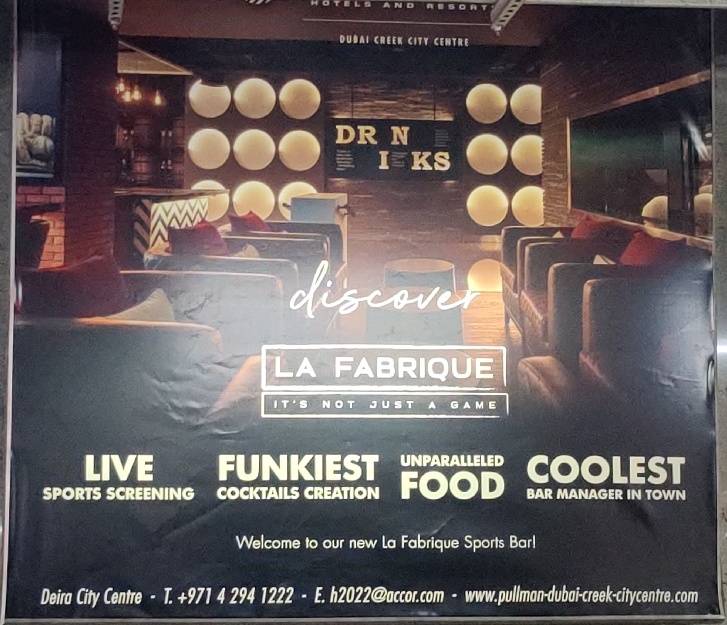 HOTELS AND RESORTS
DUBAI CREEK CITY CENTRE
DR N
I KS
discover
LA FABRIQUE
IT'S NOT JUST A GAME
LIVE
SPORTS SCREENING
FUNKIEST
COCKTAILS CREATION
UNPARALLELED
FOOD
COOLEST
BAR MANAGER IN TOWN
Welcome to our new La Fabrique Sports Bar!
Deira City Centre - T. +971 4 294 1222 - E. h2022@accor.com - www.pullman-dubai-creek-citycentre.com